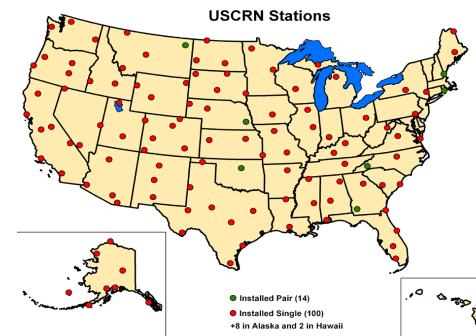 USCRN Stations
Installed Pair (14)
Installed Single (100)
+8 in Alaska and 2 in Hawaii